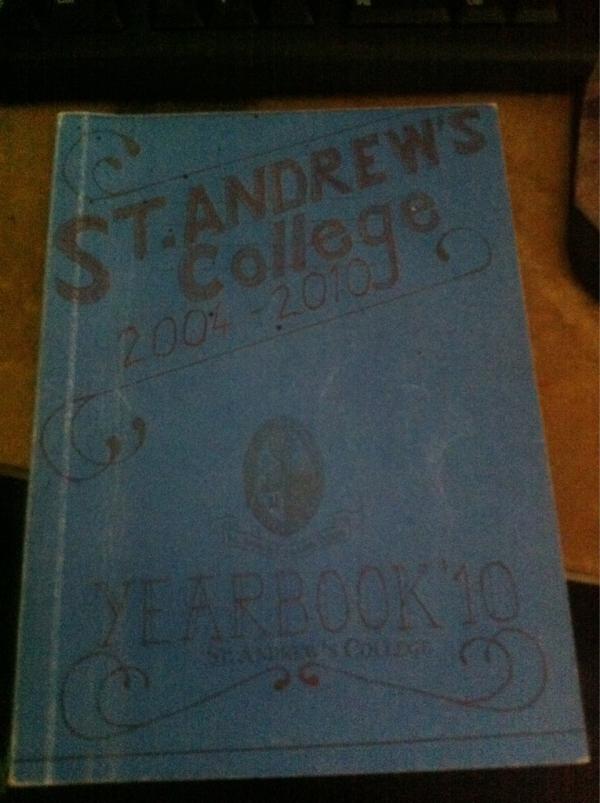 ST. ANDREW'S
College
2004 - 2010
YEARBOOK '10
ST. ANDREW'S COLLEGE